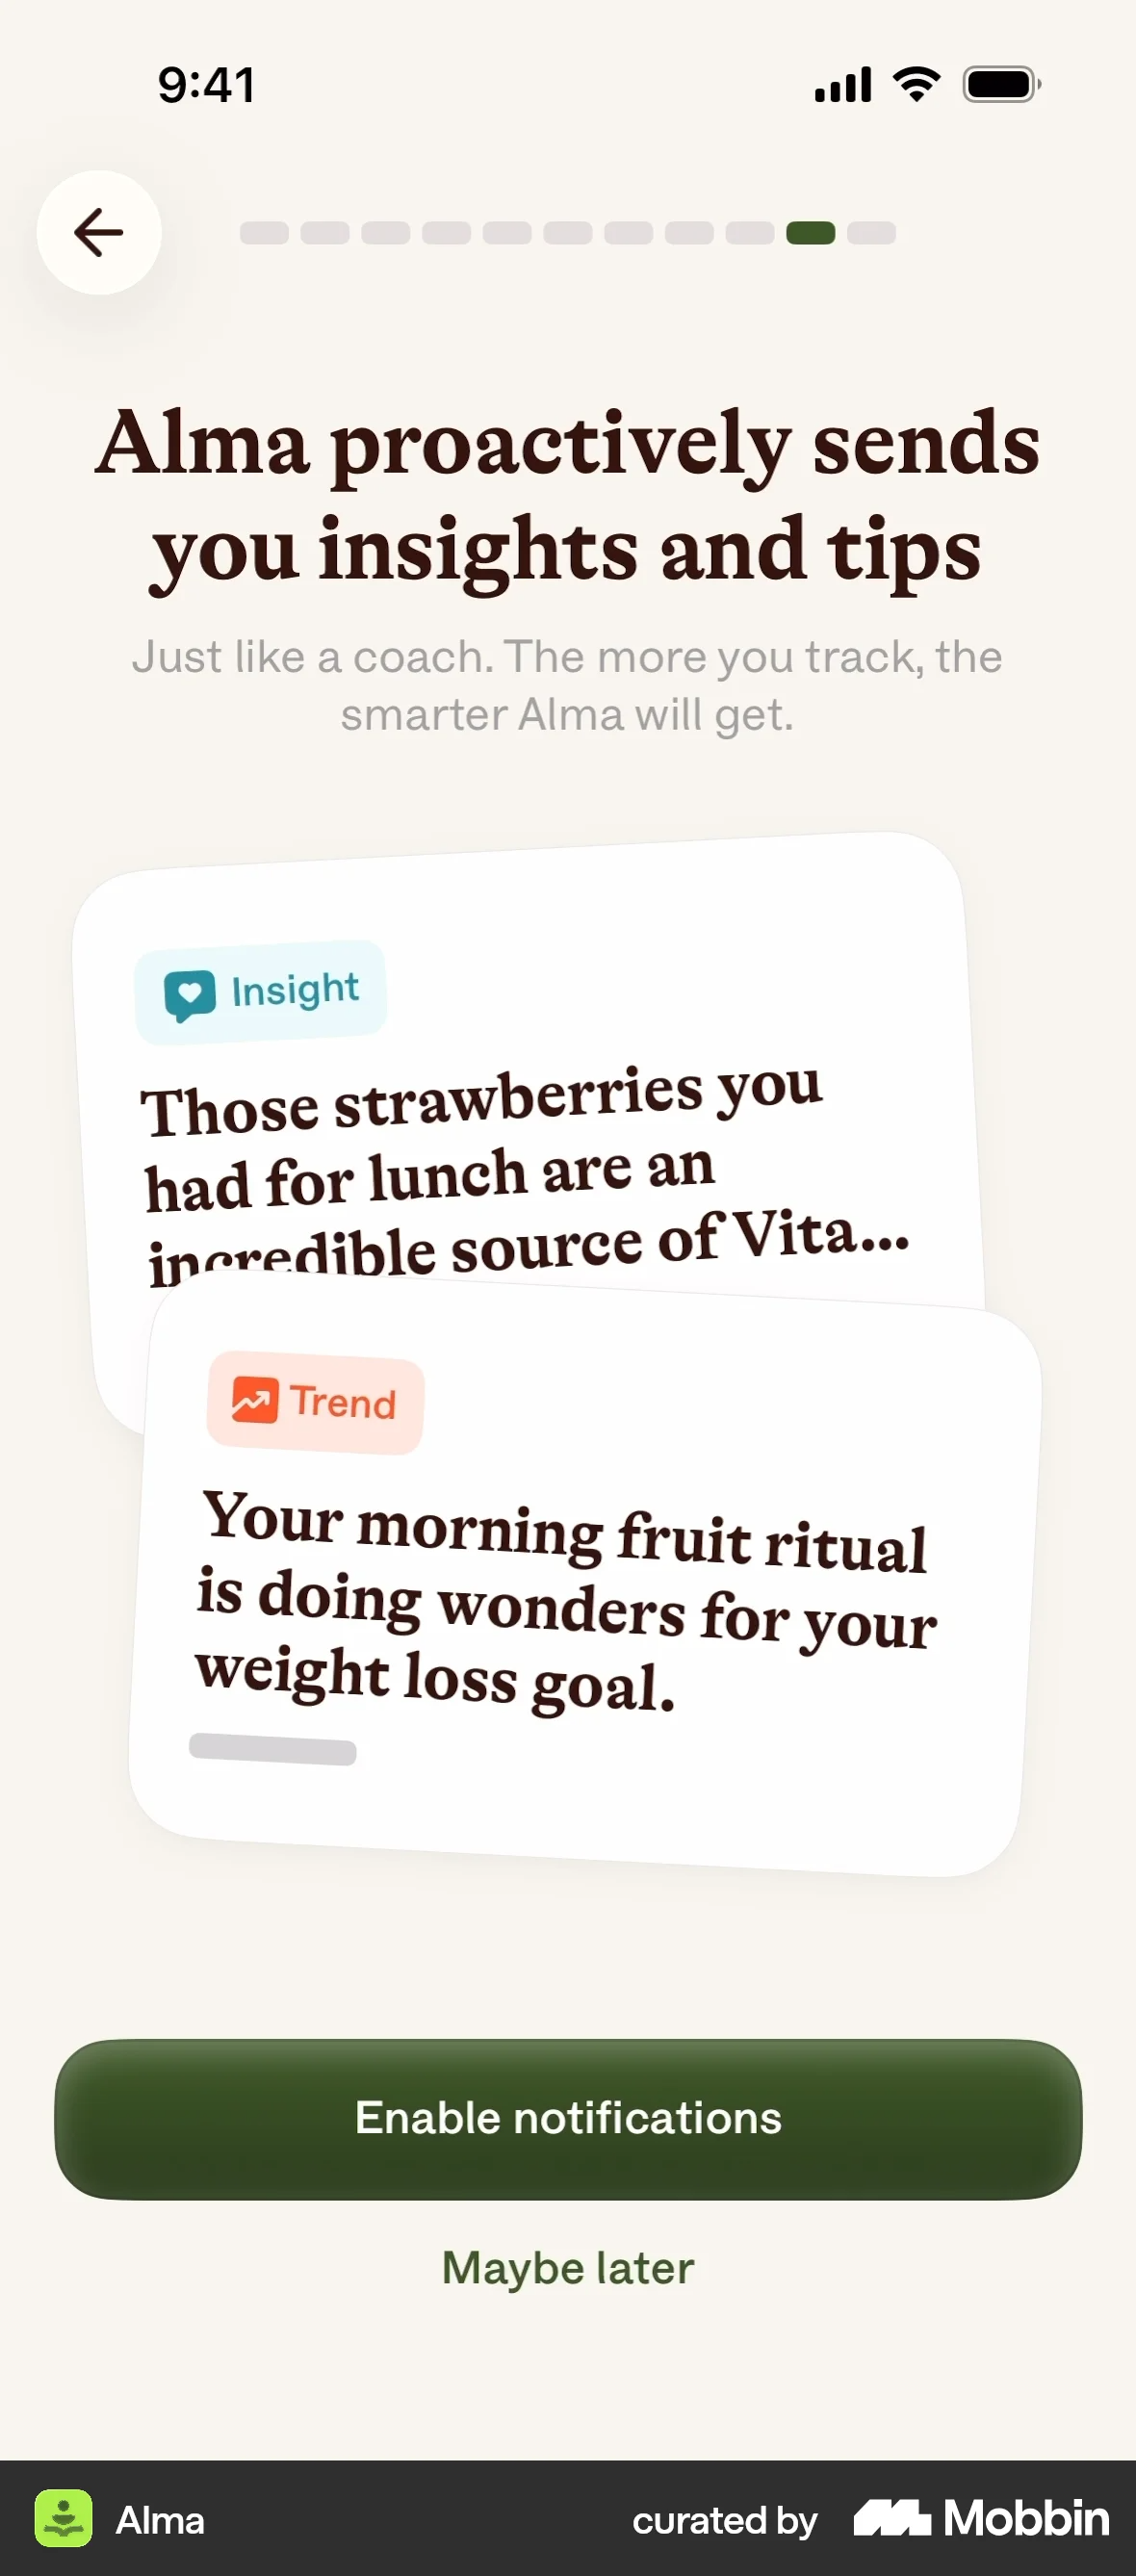 9:41
Alma proactively sends
you insights and tips
Just like a coach. The more you track, the
smarter Alma will get.
Insight
Those strawberries you
had for lunch are an
incredible source of Vita...
Trend
Your morning fruit ritual
is doing wonders for your
weight loss goal.
Enable notifications
Maybe later
Alma
curated by Mobbin